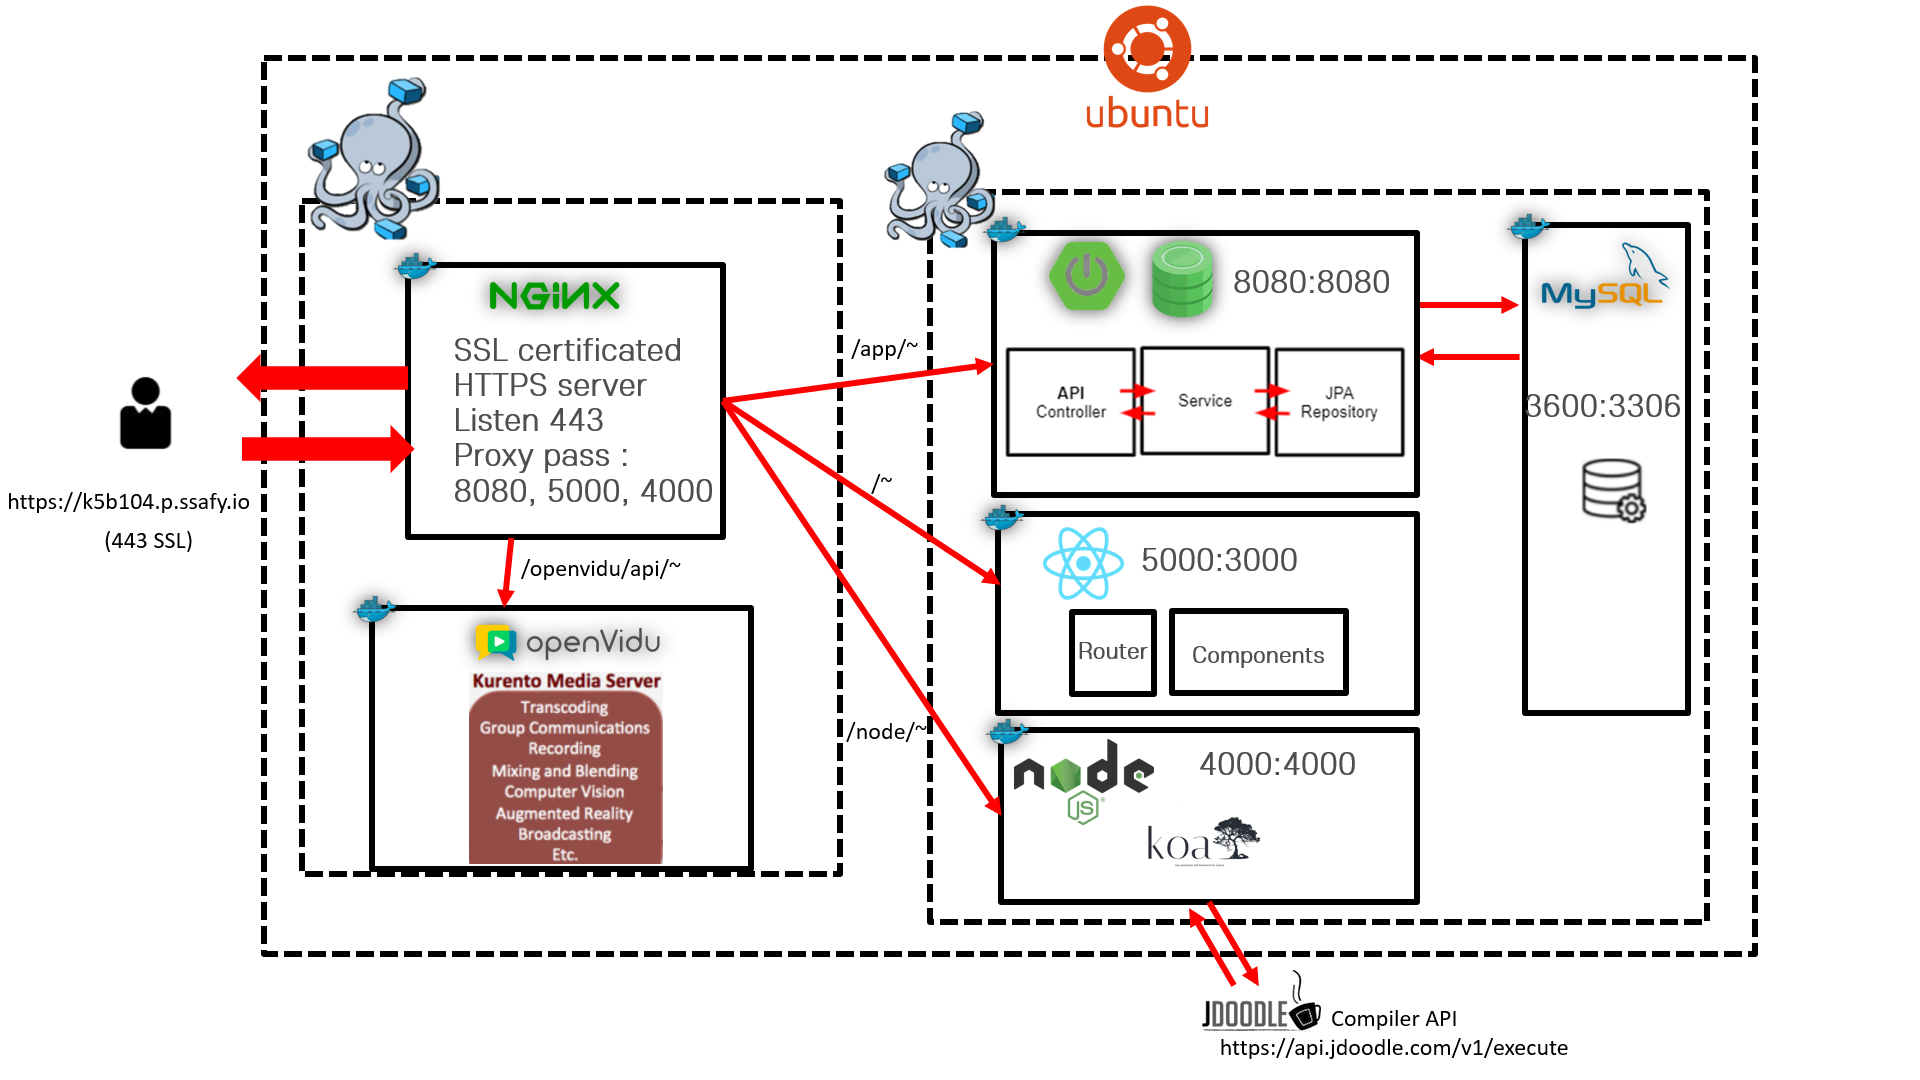 ubuntu
NGINX
SSL certificated
HTTPS server
Listen 443
Proxy pass :
8080, 5000, 4000
https://k5b104.p.ssafy.io
(443 SSL)
/openvidu/api/~
openVidu
Kurento Media Server
Transcoding
Group Communications
Recording
Mixing and Blending
Computer Vision
Augmented Reality
Broadcasting
Etc.
/app/~
/~
/node/~
8080:8080
API
Controller
Service
JPA
Repository
MySQL
3600:3306
5000:3000
Router
Components
node
JS
4000:4000
koa
JDOODLE
Compiler API
https://api.jdoodle.com/v1/execute